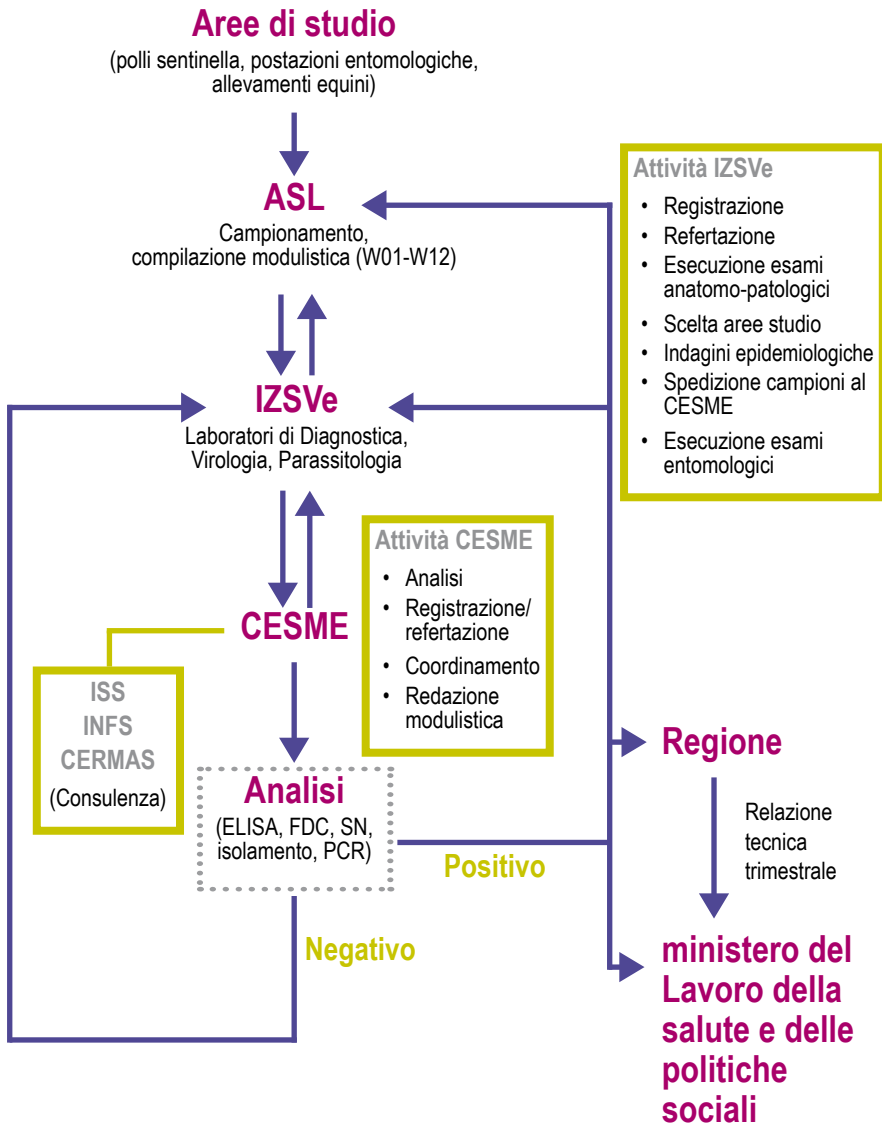 Aree di studio
(polli sentinella, postazioni entomologiche,
allevamenti equini)
ASL
Campionamento,
compilazione modulistica (W01-W12)
IZSVe
Laboratori di Diagnostica,
Virologia, Parassitologia
Attività IZSVe
• Registrazione
• Refertazione
• Esecuzione esami
anatomo-patologici
• Scelta aree studio
• Indagini epidemiologiche
• Spedizione campioni al
CESME
• Esecuzione esami
entomologici
CESME
Attività CESME
• Analisi
• Registrazione/
refertazione
• Coordinamento
• Redazione
modulistica
ISS
INFS
CERMAS
(Consulenza)
Analisi
(ELISA, FDC, SN,
isolamento, PCR)
Positivo
Negativo
Regione
Relazione
tecnica
trimestrale
ministero del
Lavoro della
salute e delle
politiche
sociali